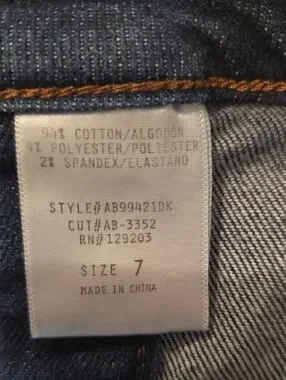 94% COTTON/ALGODÓN
4% POLYESTER/POLIESTER
2% SPANDEX/ELASTANO
STYLE#AB99421DK
CUT#AB-3352
RN#129203
SIZE 7
MADE IN CHINA